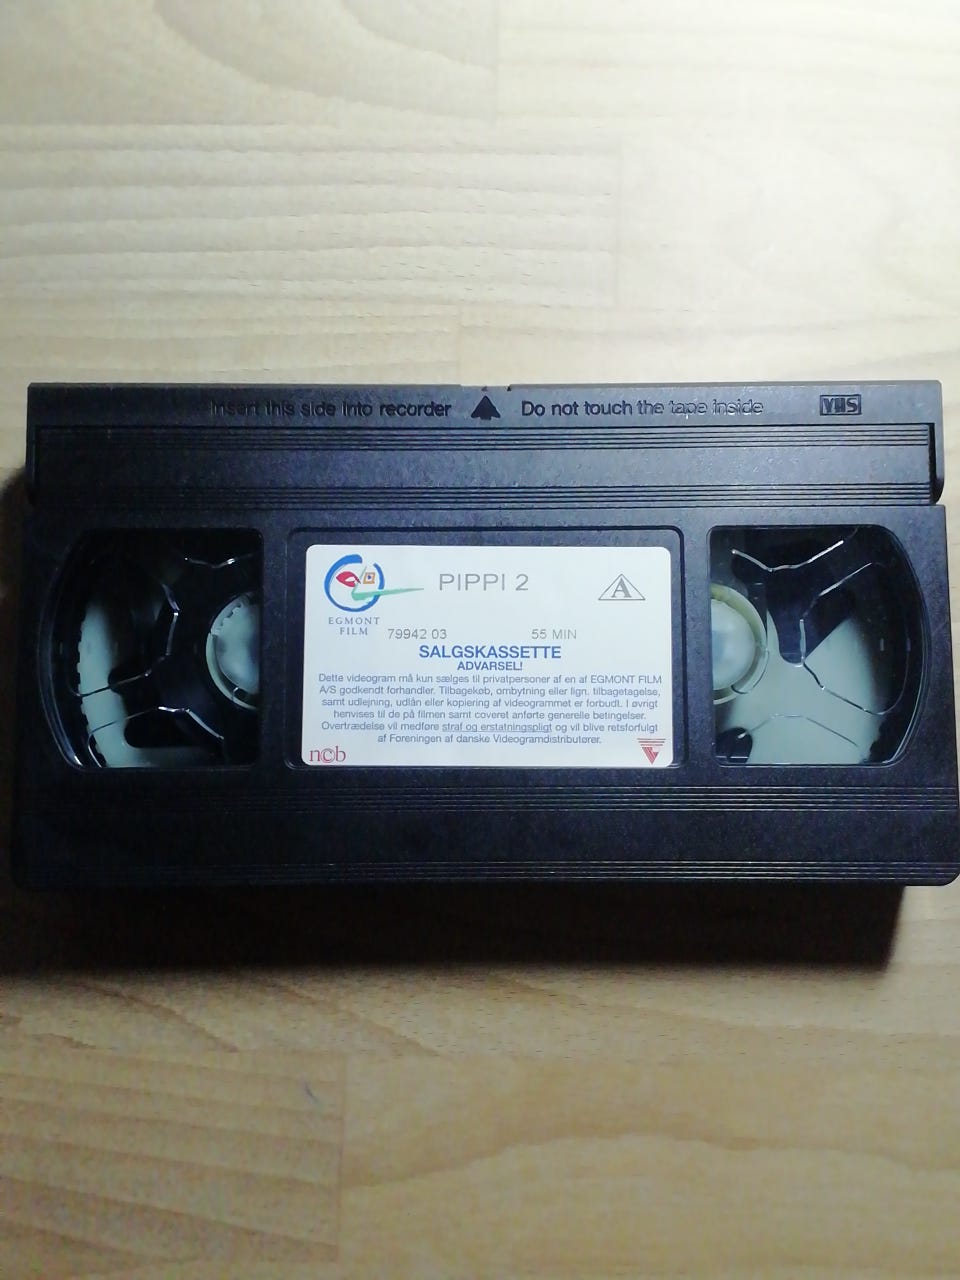 Insert this side into recorder ▲ Do not touch the tape inside VHS
PIPPI 2
A
EGMONT
FILM
79942 03 55 MIN
SALGSKASSETTE
ADVARSEL!
Dette videogram må kun sælges til privatpersoner af en af EGMONT FILM
A/S godkendt forhandler. Tilbagekøb, ombytning eller lign. tilbagetagelse,
samt udlejning, udlån eller kopiering af videogrammet er forbudt. I øvrigt
henvises til de på filmen samt coveret anførte generelle betingelser.
Overtrædelse vil medføre straf og erstatningspligt og vil blive retsforfulgt
af Foreningen af danske Videogramdistributører.
ncb